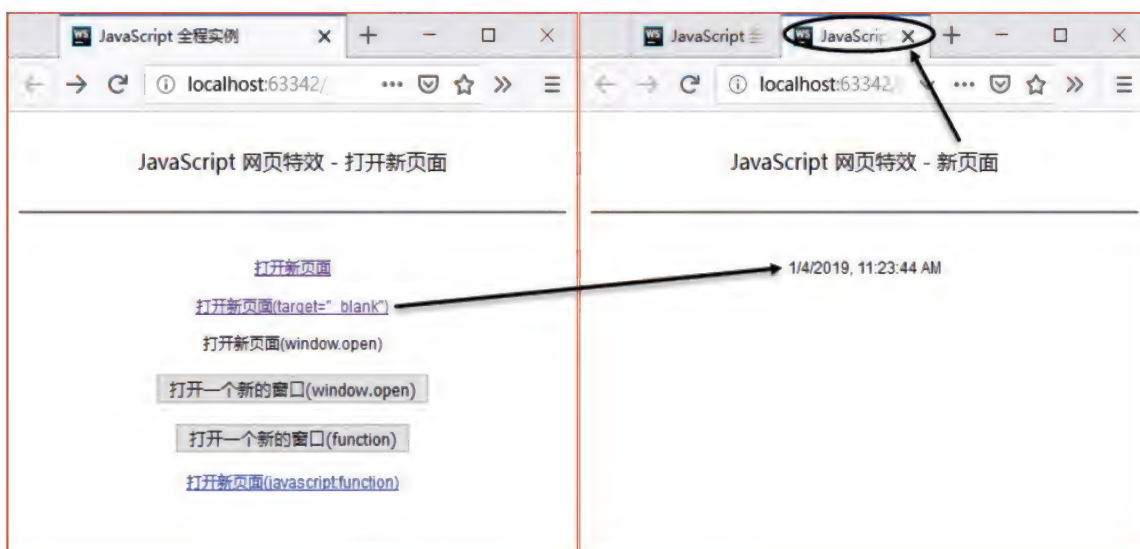 JavaScript 全程实例
localhost:63342/
JavaScript 网页特效 - 打开新页面
打开新页面
打开新页面(target="_blank")
打开新页面(window.open)
打开一个新的窗口(window.open)
打开一个新的窗口(function)
打开新页面(javascript:function)
JavaScript 全
JavaScrip
localhost:63342/
JavaScript 网页特效 - 新页面
1/4/2019, 11:23:44 AM